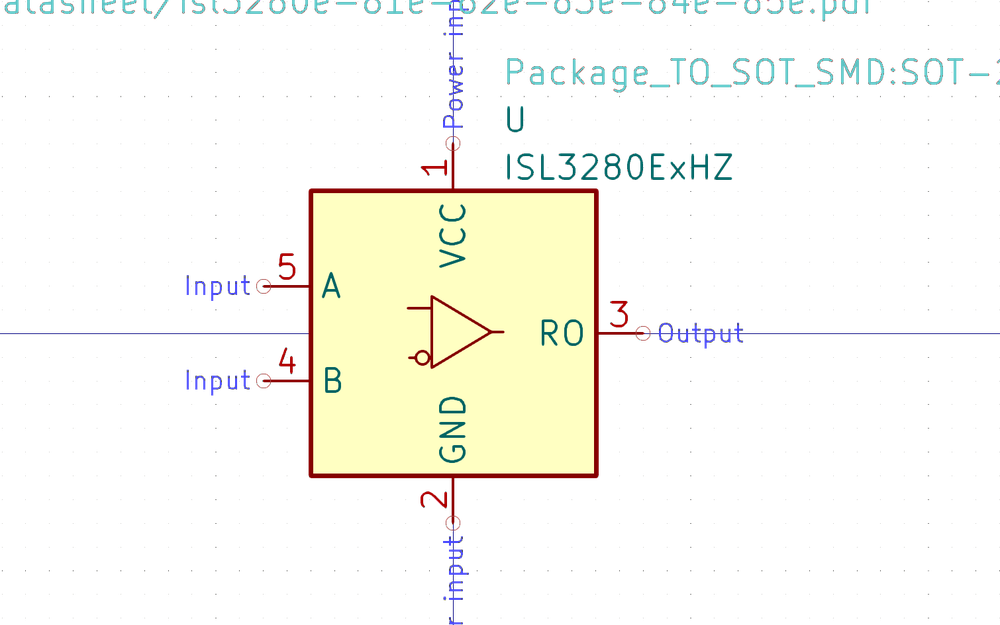 atasheet/isl3280e-81e-82e-83e-84e-85e.pdf
Power inp
Package_TO_SOT_SMD:SOT-2
U
ISL3280ExHZ
1
VCC
5
Input
A
3
RO
Output
4
Input
B
GND
2
r input